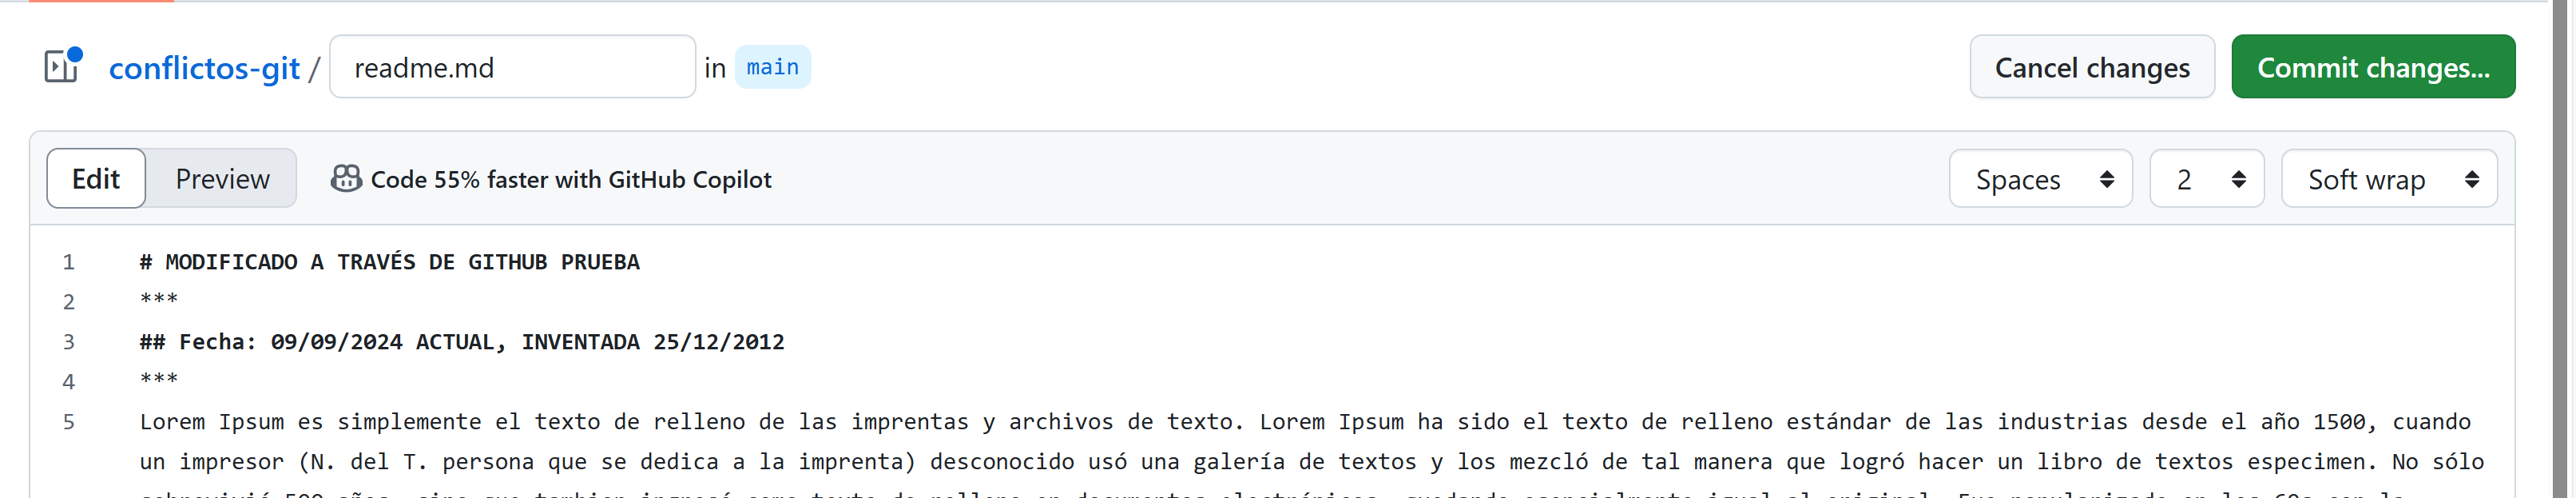 conflictos-git / readme.md in main Cancel changes Commit changes...
Edit Preview Code 55% faster with GitHub Copilot Spaces 2 Soft wrap
1 # MODIFICADO A TRAVÉS DE GITHUB PRUEBA
2 ***
3 ## Fecha: 09/09/2024 ACTUAL, INVENTADA 25/12/2012
4 ***
5 Lorem Ipsum es simplemente el texto de relleno de las imprentas y archivos de texto. Lorem Ipsum ha sido el texto de relleno estándar de las industrias desde el año 1500, cuando
un impresor (N. del T. persona que se dedica a la imprenta) desconocido usó una galería de textos y los mezcló de tal manera que logró hacer un libro de textos especimen. No sólo